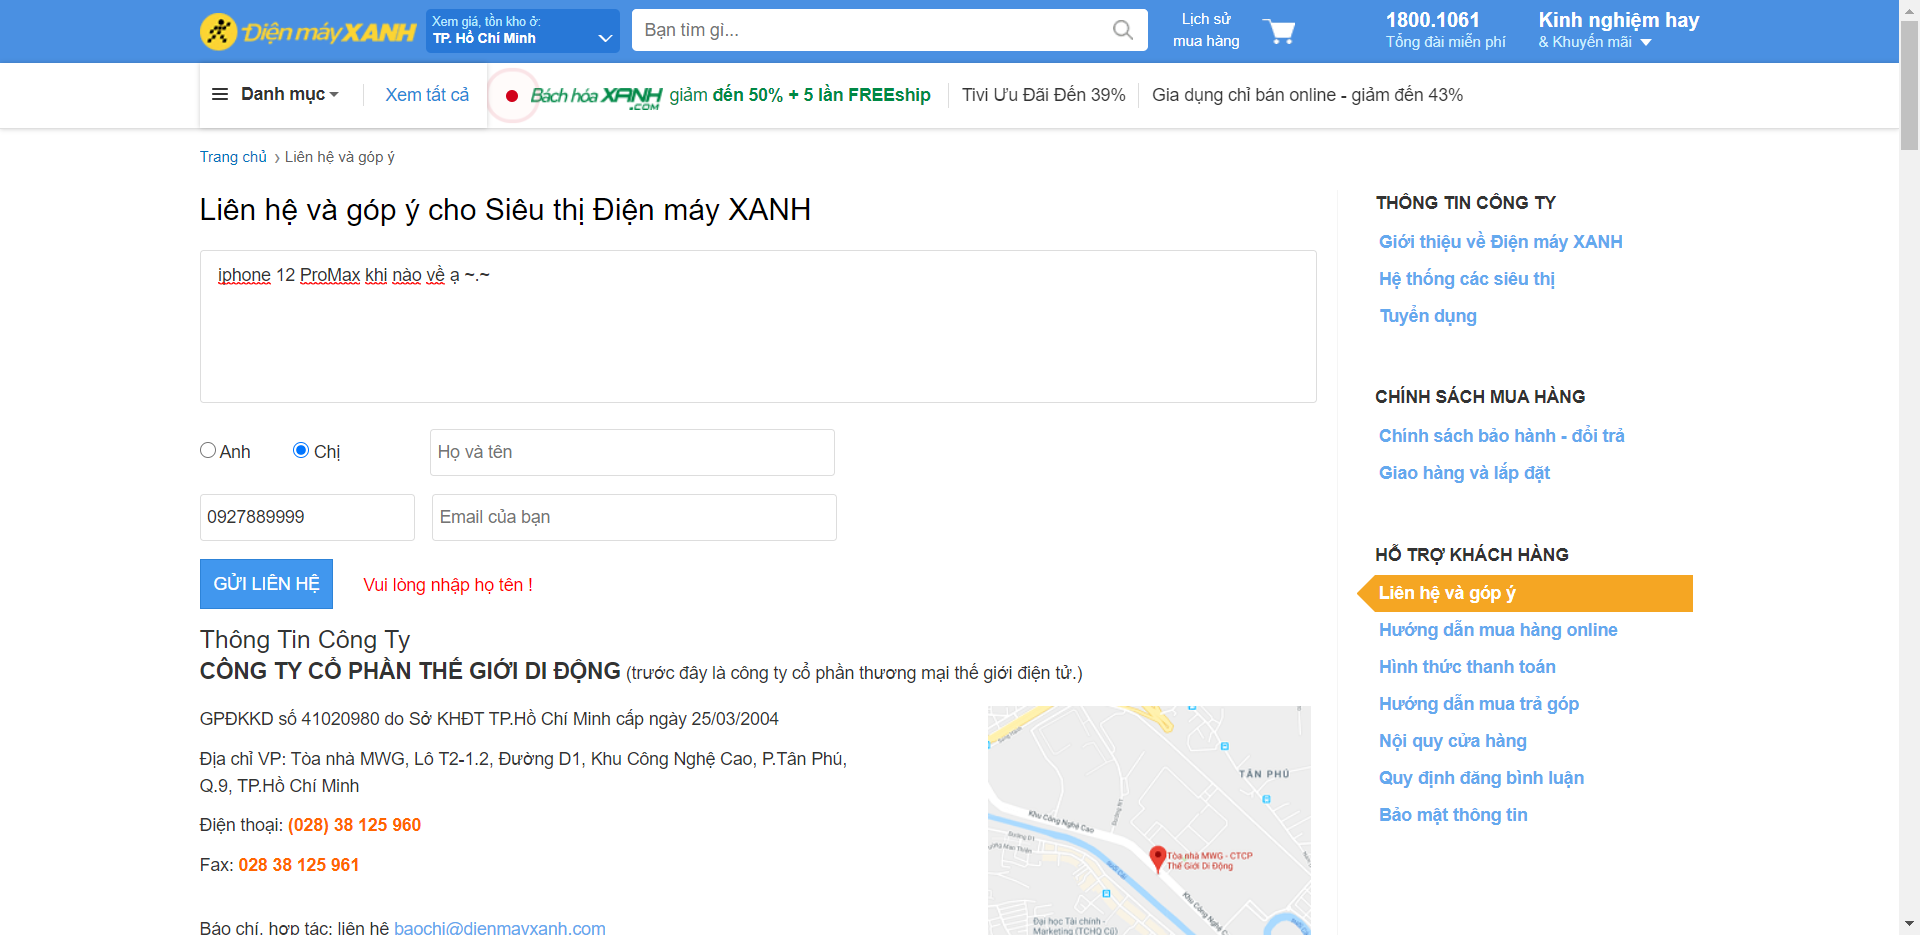 Điện máy XANH
Xem giá, tồn kho ở:
TP. Hồ Chí Minh
Bạn tìm gì...
Lịch sử
mua hàng
1800.1061
Tổng đài miễn phí
Kinh nghiệm hay
& Khuyến mãi
Danh mục
Xem tất cả
Bách hóa XANH .COM giảm đến 50% + 5 lần FREEship
Tivi Ưu Đãi Đến 39%
Gia dụng chỉ bán online - giảm đến 43%
Trang chủ › Liên hệ và góp ý
Liên hệ và góp ý cho Siêu thị Điện máy XANH
iphone 12 ProMax khi nào về ạ ~.~
Anh
Chị
Họ và tên
0927889999
Email của bạn
GỬI LIÊN HỆ
Vui lòng nhập họ tên !
Thông Tin Công Ty
CÔNG TY CỔ PHẦN THẾ GIỚI DI ĐỘNG (trước đây là công ty cổ phần thương mại thế giới điện tử.)
GPĐKKD số 41020980 do Sở KHĐT TP.Hồ Chí Minh cấp ngày 25/03/2004
Địa chỉ VP: Tòa nhà MWG, Lô T2-1.2, Đường D1, Khu Công Nghệ Cao, P.Tân Phú,
Q.9, TP.Hồ Chí Minh
Điện thoại: (028) 38 125 960
Fax: 028 38 125 961
Báo chí, hợp tác: liên hệ baochi@dienmayxanh.com
TÂN PHÚ
Khu Công Nghệ Cao
Đường D1
Tòa nhà MWG - CTCP
Thế Giới Di Động
Khu Công Nghệ
Đại học Tài chính -
Marketing (TCHQ Cũ)
THÔNG TIN CÔNG TY
Giới thiệu về Điện máy XANH
Hệ thống các siêu thị
Tuyển dụng
CHÍNH SÁCH MUA HÀNG
Chính sách bảo hành - đổi trả
Giao hàng và lắp đặt
HỖ TRỢ KHÁCH HÀNG
Liên hệ và góp ý
Hướng dẫn mua hàng online
Hình thức thanh toán
Hướng dẫn mua trả góp
Nội quy cửa hàng
Quy định đăng bình luận
Bảo mật thông tin